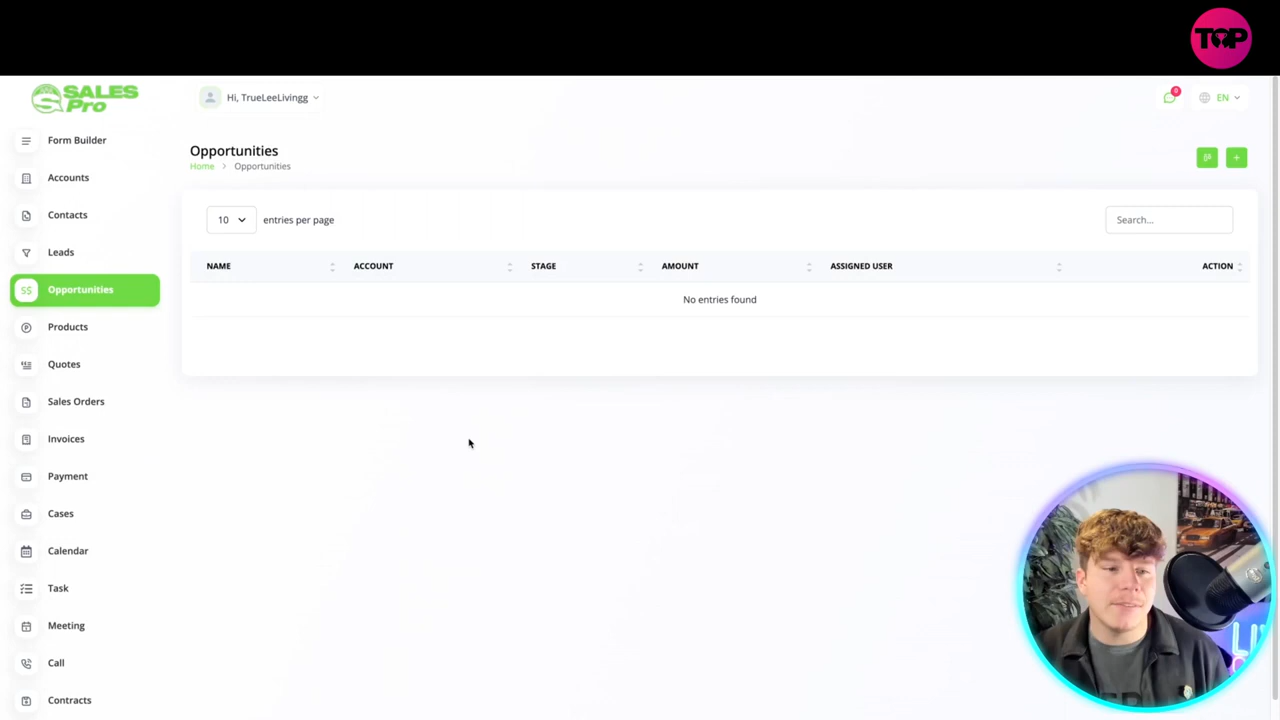 TOP
SALES
Pro
Hi, TrueLeeLivingg
0
EN
Form Builder
Accounts
Contacts
Leads
S$ Opportunities
Products
Quotes
Sales Orders
Invoices
Payment
Cases
Calendar
Task
Meeting
Call
Contracts
Opportunities
Home > Opportunities
+
10 entries per page
Search...
NAME ACCOUNT STAGE AMOUNT ASSIGNED USER ACTION
No entries found